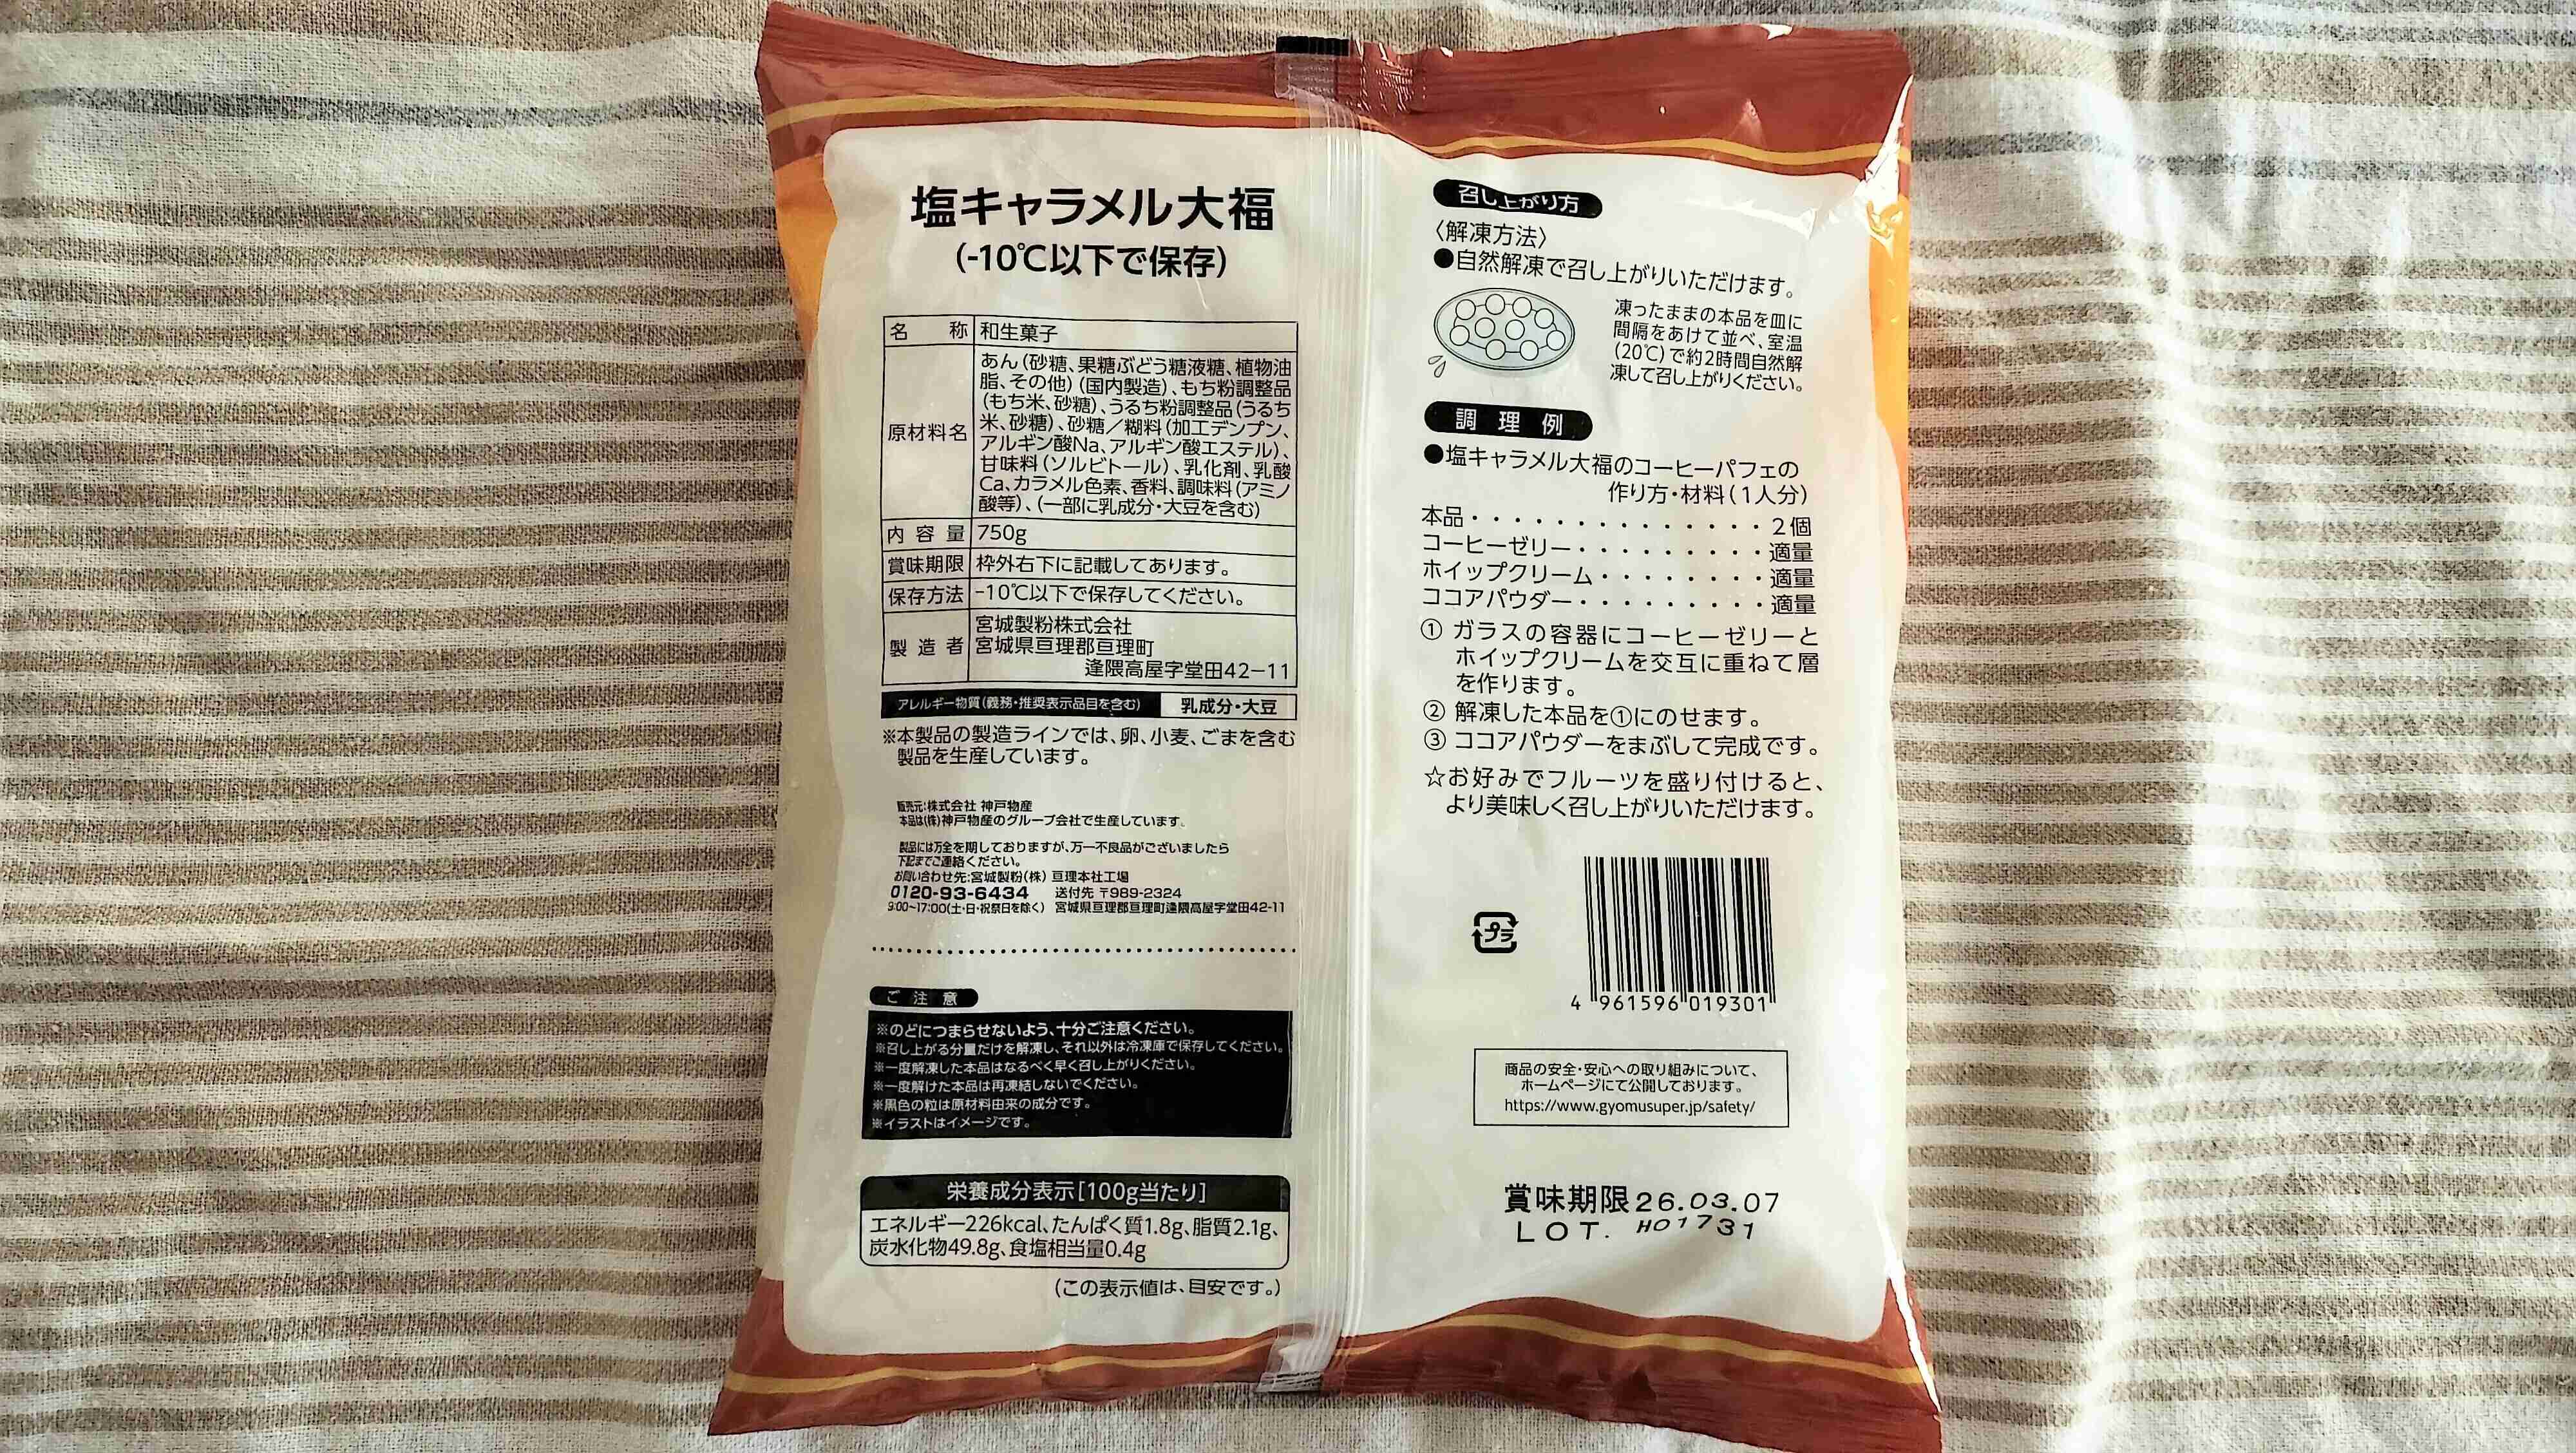 塩キャラメル大福
(-10℃以下で保存)
名称 和生菓子
原材料名
あん(砂糖、果糖ぶどう糖液糖、植物油
脂、その他)(国内製造)、もち粉調整品
(もち米、砂糖)、うるち粉調整品(うるち
米、砂糖)、砂糖/糊料(加工デンプン、
アルギン酸Na、アルギン酸エステル)、
甘味料(ソルビトール)、乳化剤、乳酸
Ca、カラメル色素、香料、調味料(アミノ
酸等)、(一部に乳成分・大豆を含む)
内容量 750g
賞味期限 枠外右下に記載してあります。
保存方法 -10℃以下で保存してください。
製造者
宮城製粉株式会社
宮城県亘理郡亘理町
逢隈高屋字堂田42-11
アレルギー物質(義務・推奨表示品目を含む) 乳成分・大豆
※本製品の製造ラインでは、卵、小麦、ごまを含む
製品を生産しています。
販売元:株式会社 神戸物産
本品は(株)神戸物産のグループ会社で生産しています。
製品には万全を期しておりますが、万一不良品がございましたら
下記までご連絡ください。
お問い合わせ先:宮城製粉(株) 亘理本社工場
0120-93-6434 送付先 〒989-2324
9:00~17:00(土・日・祝祭日を除く) 宮城県亘理郡亘理町逢隈高屋字堂田42-11
ご注意
※のどにつまらせないよう、十分ご注意ください。
※召し上がる分量だけを解凍し、それ以外は冷凍庫で保存してください。
※一度解凍した本品はなるべく早く召し上がりください。
※一度解けた本品は再凍結しないでください。
※黒色の粒は原材料由来の成分です。
※イラストはイメージです。
栄養成分表示[100g当たり]
エネルギー226kcal、たんぱく質1.8g、脂質2.1g、
炭水化物49.8g、食塩相当量0.4g
(この表示値は、目安です。)
召し上がり方
〈解凍方法〉
●自然解凍で召し上がりいただけます。
凍ったままの本品を皿に
間隔をあけて並べ、室温
(20℃)で約2時間自然解
凍して召し上がりください。
調理例
●塩キャラメル大福のコーヒーパフェの
作り方・材料(1人分)
本品・・・・・・・・・・・・・・2個
コーヒーゼリー・・・・・・・・・適量
ホイップクリーム・・・・・・・・適量
ココアパウダー・・・・・・・・・適量
① ガラスの容器にコーヒーゼリーと
ホイップクリームを交互に重ねて層
を作ります。
② 解凍した本品を①にのせます。
③ ココアパウダーをまぶして完成です。
☆お好みでフルーツを盛り付けると、
より美味しく召し上がりいただけます。
プラ
4 961596 019301
商品の安全・安心への取り組みについて、
ホームページにて公開しております。
https://www.gyomusuper.jp/safety/
賞味期限26.03.07
LOT. H01731